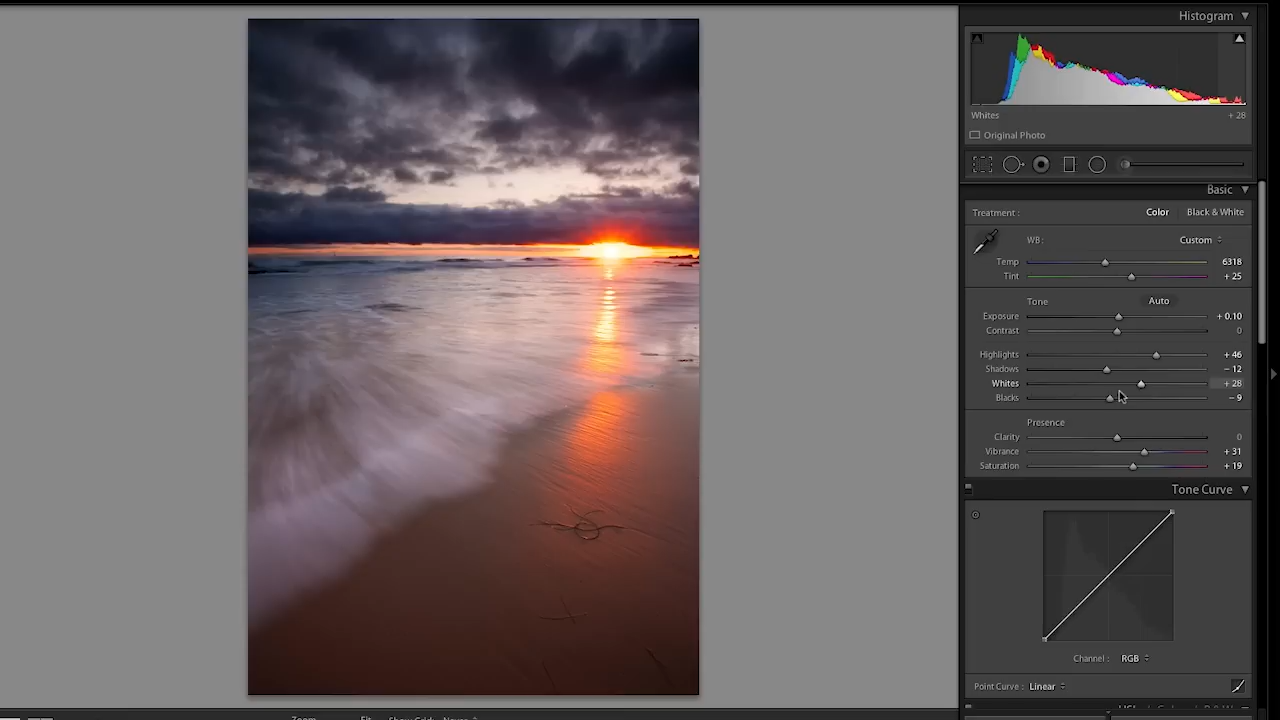 Histogram
Whites + 28
Original Photo
Basic
Treatment : Color Black & White
WB : Custom
Temp 6318
Tint + 25
Tone Auto
Exposure + 0.10
Contrast 0
Highlights + 46
Shadows − 12
Whites + 28
Blacks − 9
Presence
Clarity 0
Vibrance + 31
Saturation + 19
Tone Curve
Channel : RGB
Point Curve : Linear